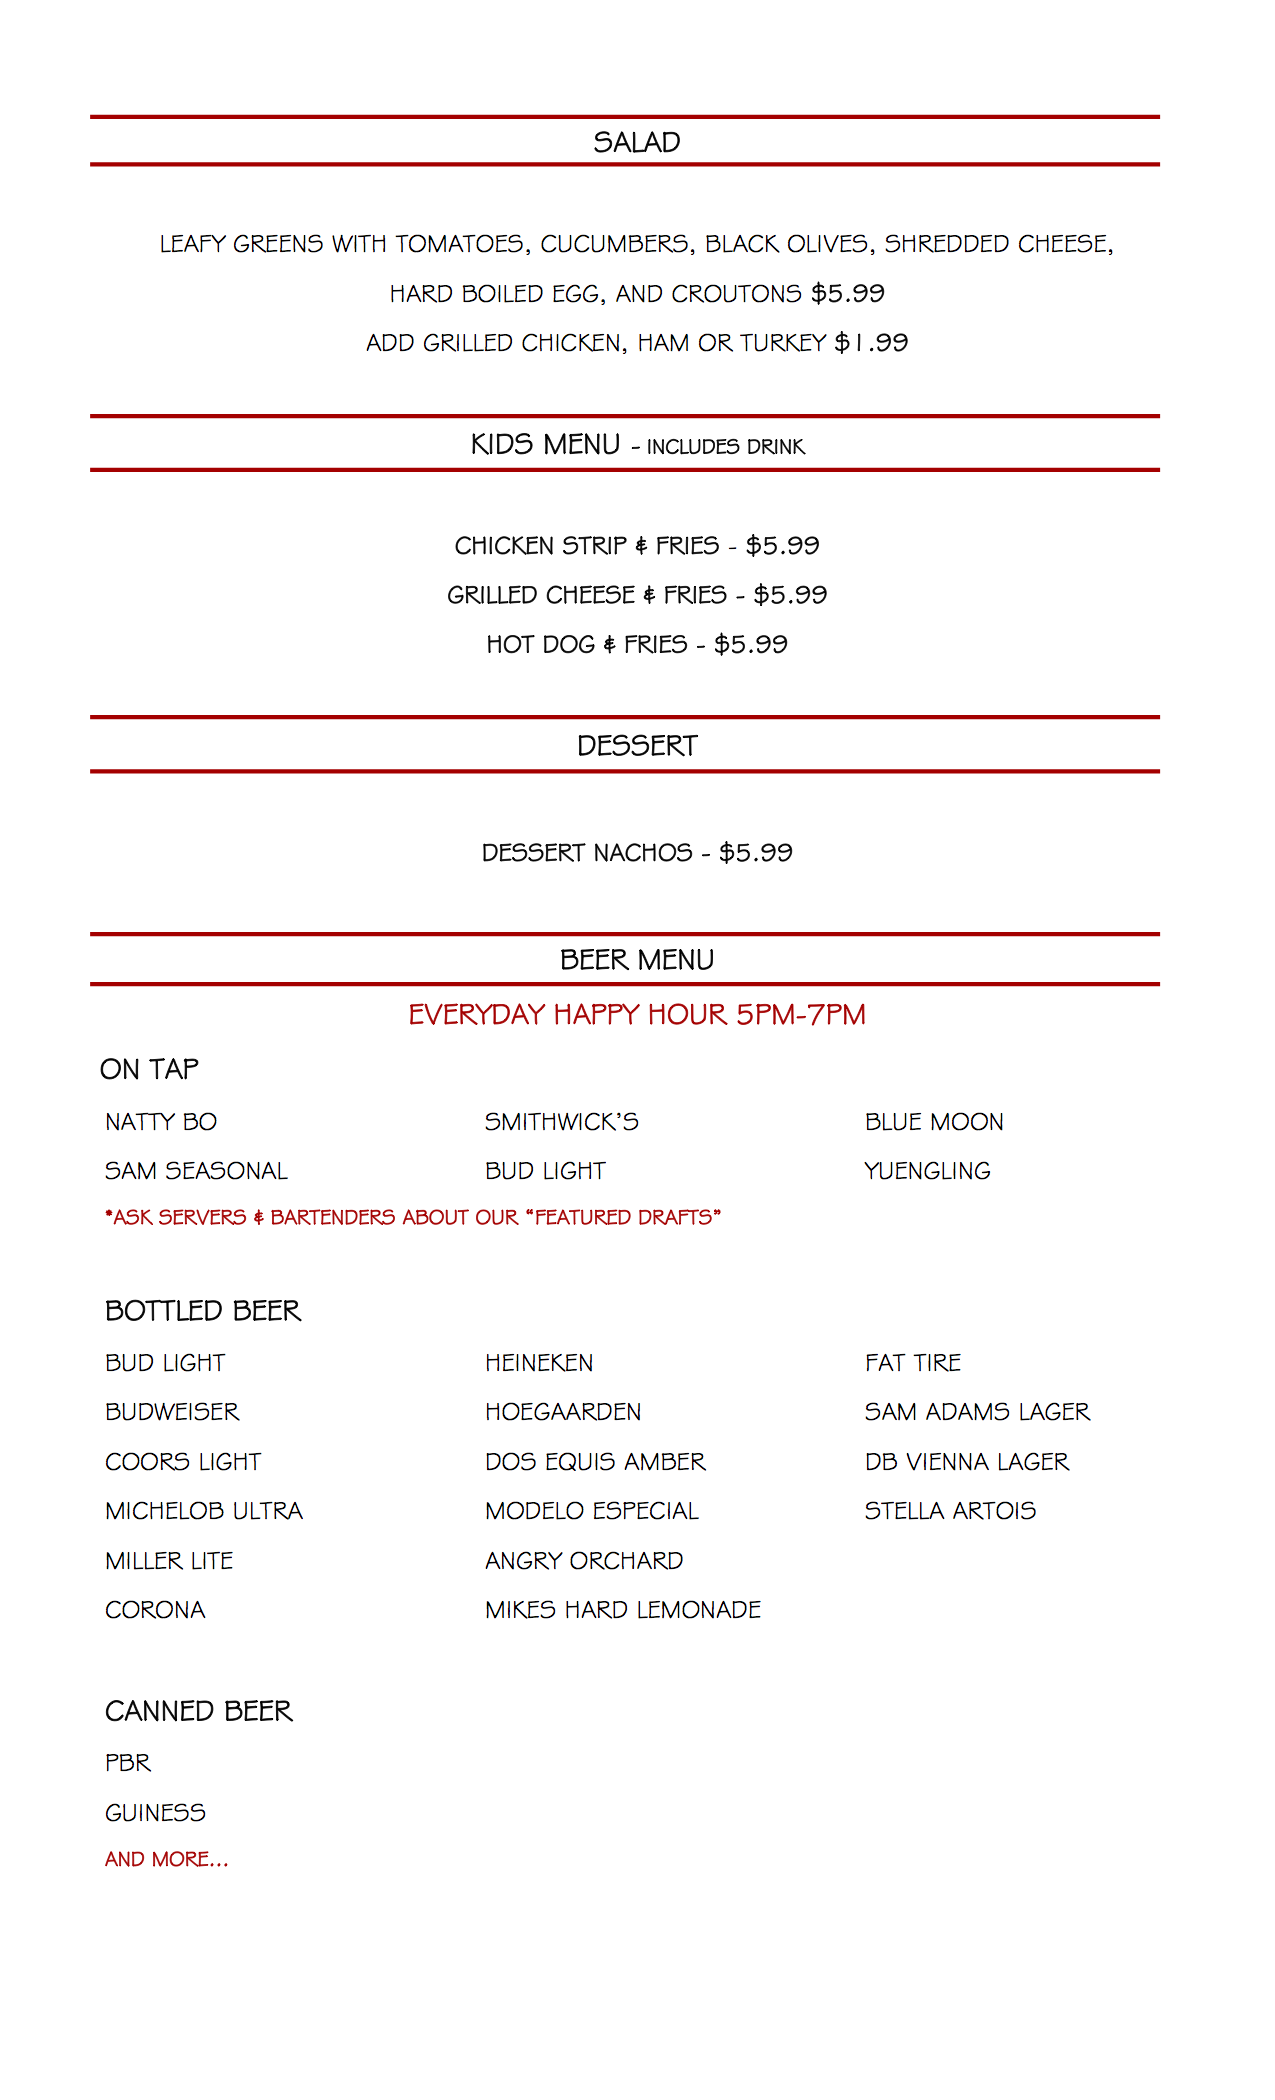 SALAD
LEAFY GREENS WITH TOMATOES, CUCUMBERS, BLACK OLIVES, SHREDDED CHEESE,
HARD BOILED EGG, AND CROUTONS $5.99
ADD GRILLED CHICKEN, HAM OR TURKEY $1.99
KIDS MENU - INCLUDES DRINK
CHICKEN STRIP & FRIES - $5.99
GRILLED CHEESE & FRIES - $5.99
HOT DOG & FRIES - $5.99
DESSERT
DESSERT NACHOS - $5.99
BEER MENU
EVERYDAY HAPPY HOUR 5PM-7PM
ON TAP
NATTY BO SMITHWICK’S BLUE MOON
SAM SEASONAL BUD LIGHT YUENGLING
*ASK SERVERS & BARTENDERS ABOUT OUR “FEATURED DRAFTS”
BOTTLED BEER
BUD LIGHT HEINEKEN FAT TIRE
BUDWEISER HOEGAARDEN SAM ADAMS LAGER
COORS LIGHT DOS EQUIS AMBER DB VIENNA LAGER
MICHELOB ULTRA MODELO ESPECIAL STELLA ARTOIS
MILLER LITE ANGRY ORCHARD
CORONA MIKES HARD LEMONADE
CANNED BEER
PBR
GUINESS
AND MORE...